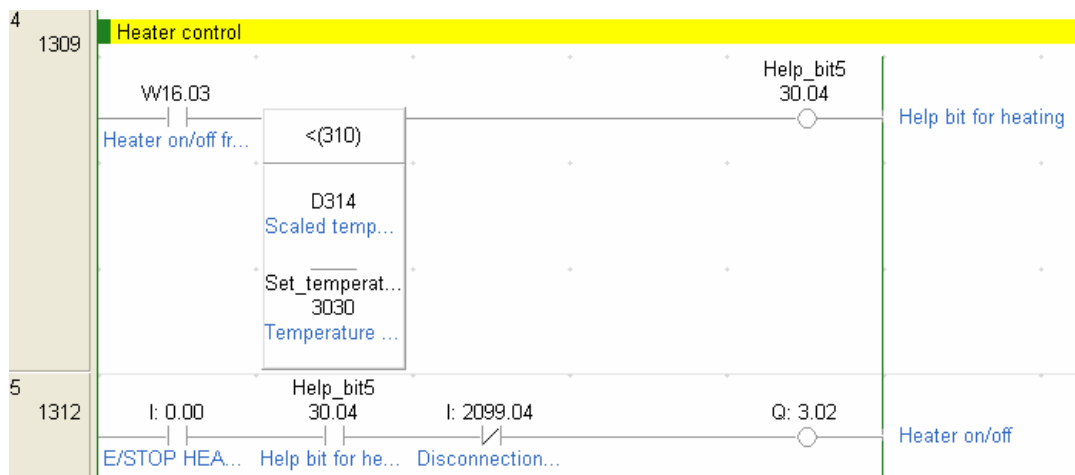 4
1309
Heater control
W16.03
Heater on/off fr...
<(310)
D314
Scaled temp...
Set_temperat...
3030
Temperature ...
Help_bit5
30.04
Help bit for heating
5
1312
I: 0.00
E/STOP HEA...
Help_bit5
30.04
Help bit for he...
I: 2099.04
Disconnection...
Q: 3.02
Heater on/off